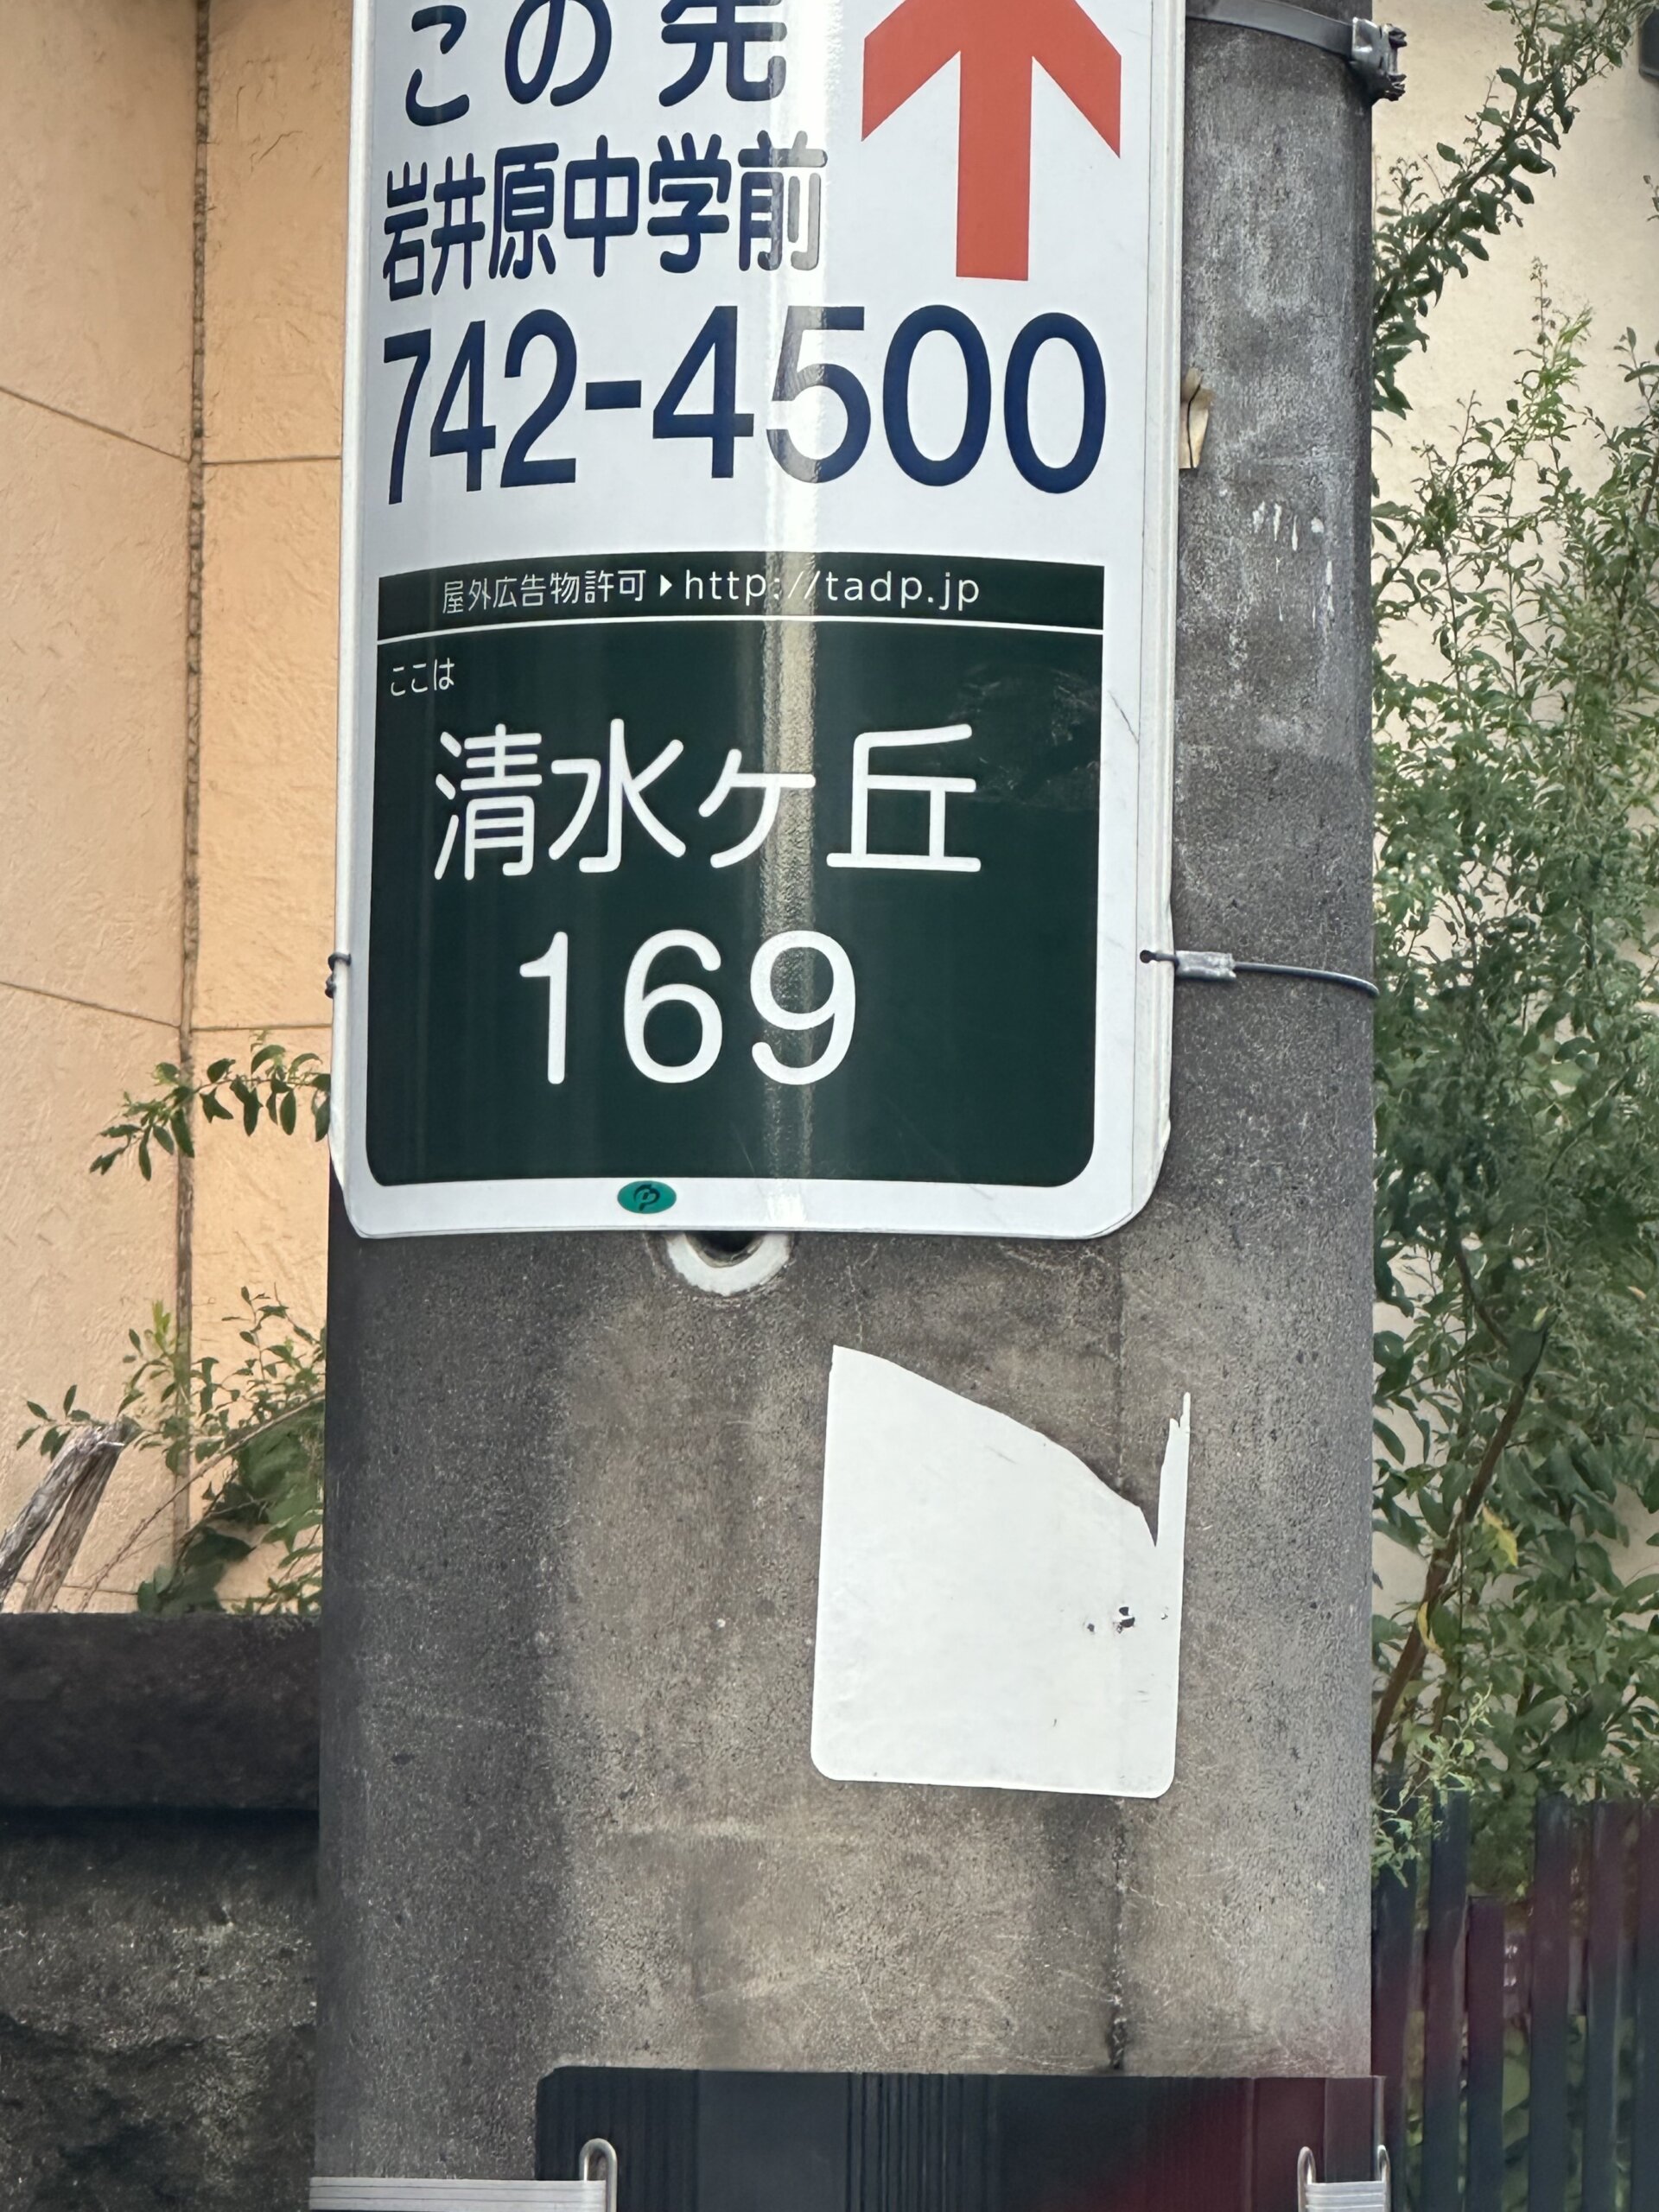 この先
岩井原中学前
742-4500
屋外広告物許可▶http://tadp.jp
ここは
清水ヶ丘
169